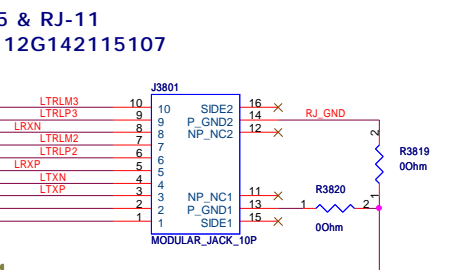 5 & RJ-11
12G142115107
J3801
LTRLM3 10 10 SIDE2 16
LTRLP3 9 9 P_GND2 14 RJ_GND
LRXN 8 8 NP_NC2 12
LTRLM2 7 7
LTRLP2 6 6
LRXP 5 5
LTXN 4 4
LTXP 3 3 NP_NC1 11
2 2 P_GND1 13
1 1 SIDE1 15
MODULAR_JACK_10P
2
R3819
0Ohm
1
R3820
1 2
0Ohm